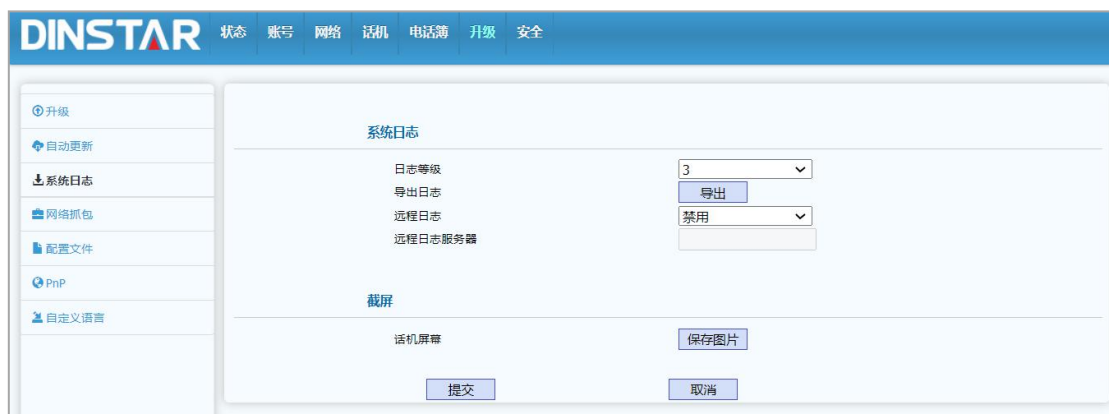 DINSTAR 状态 账号 网络 话机 电话簿 升级 安全
升级
自动更新
系统日志
网络抓包
配置文件
PnP
自定义语言
系统日志
日志等级 3
导出日志 导出
远程日志 禁用
远程日志服务器
截屏
话机屏幕 保存图片
提交 取消